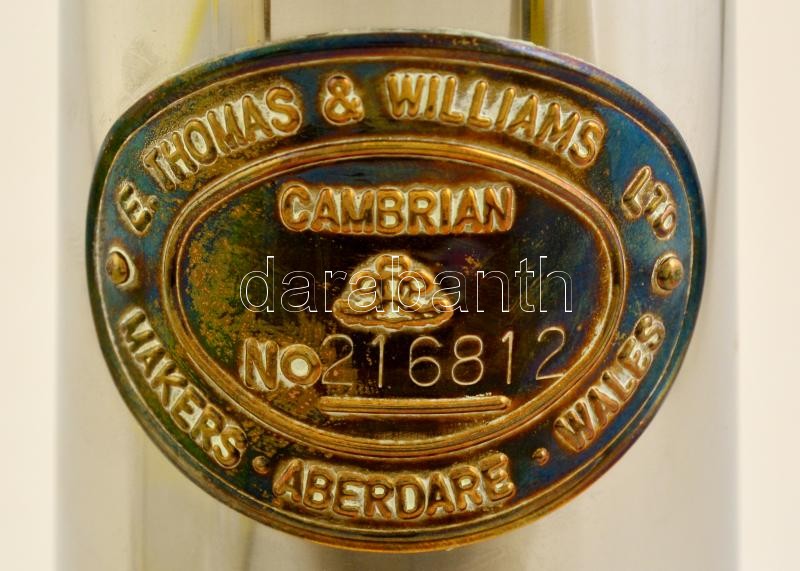 E. THOMAS & WILLIAMS LTD
CAMBRIAN
darabanth
NO 216812
MAKERS · ABERDARE · WALES